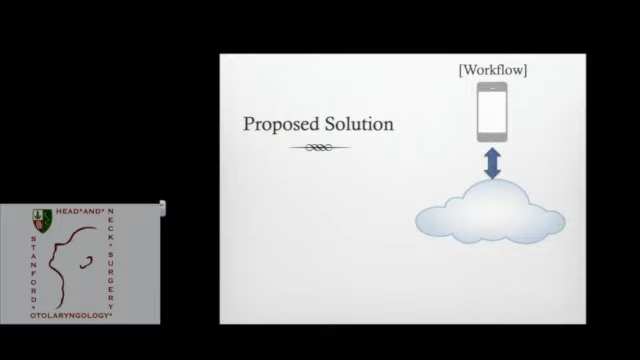 [Workflow]
Proposed Solution
HEAD*AND*
NECK*SURGERY
STANFORD*
OTOLARYNGOLOGY*